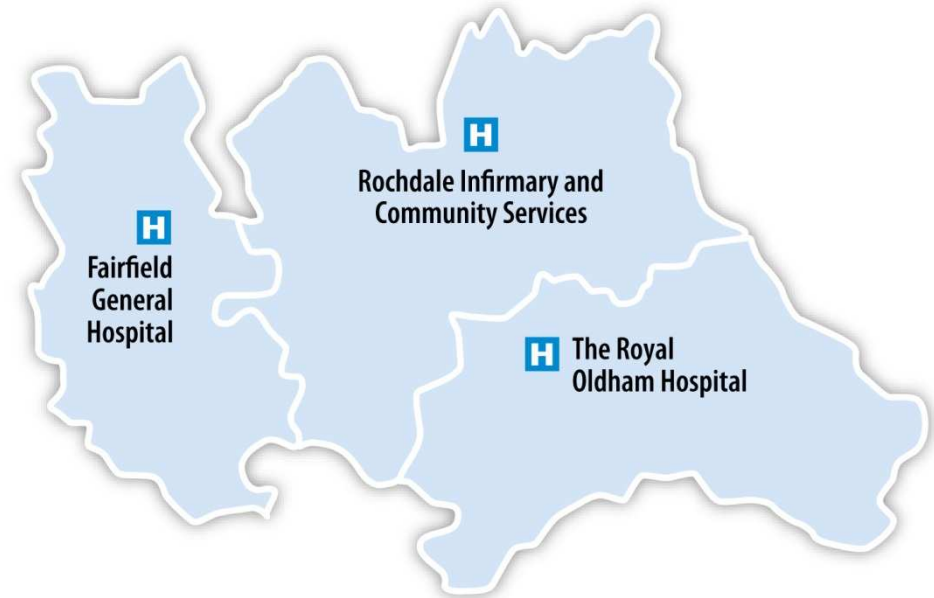 H
Rochdale Infirmary and
Community Services
H
Fairfield
General
Hospital
H
The Royal
Oldham Hospital